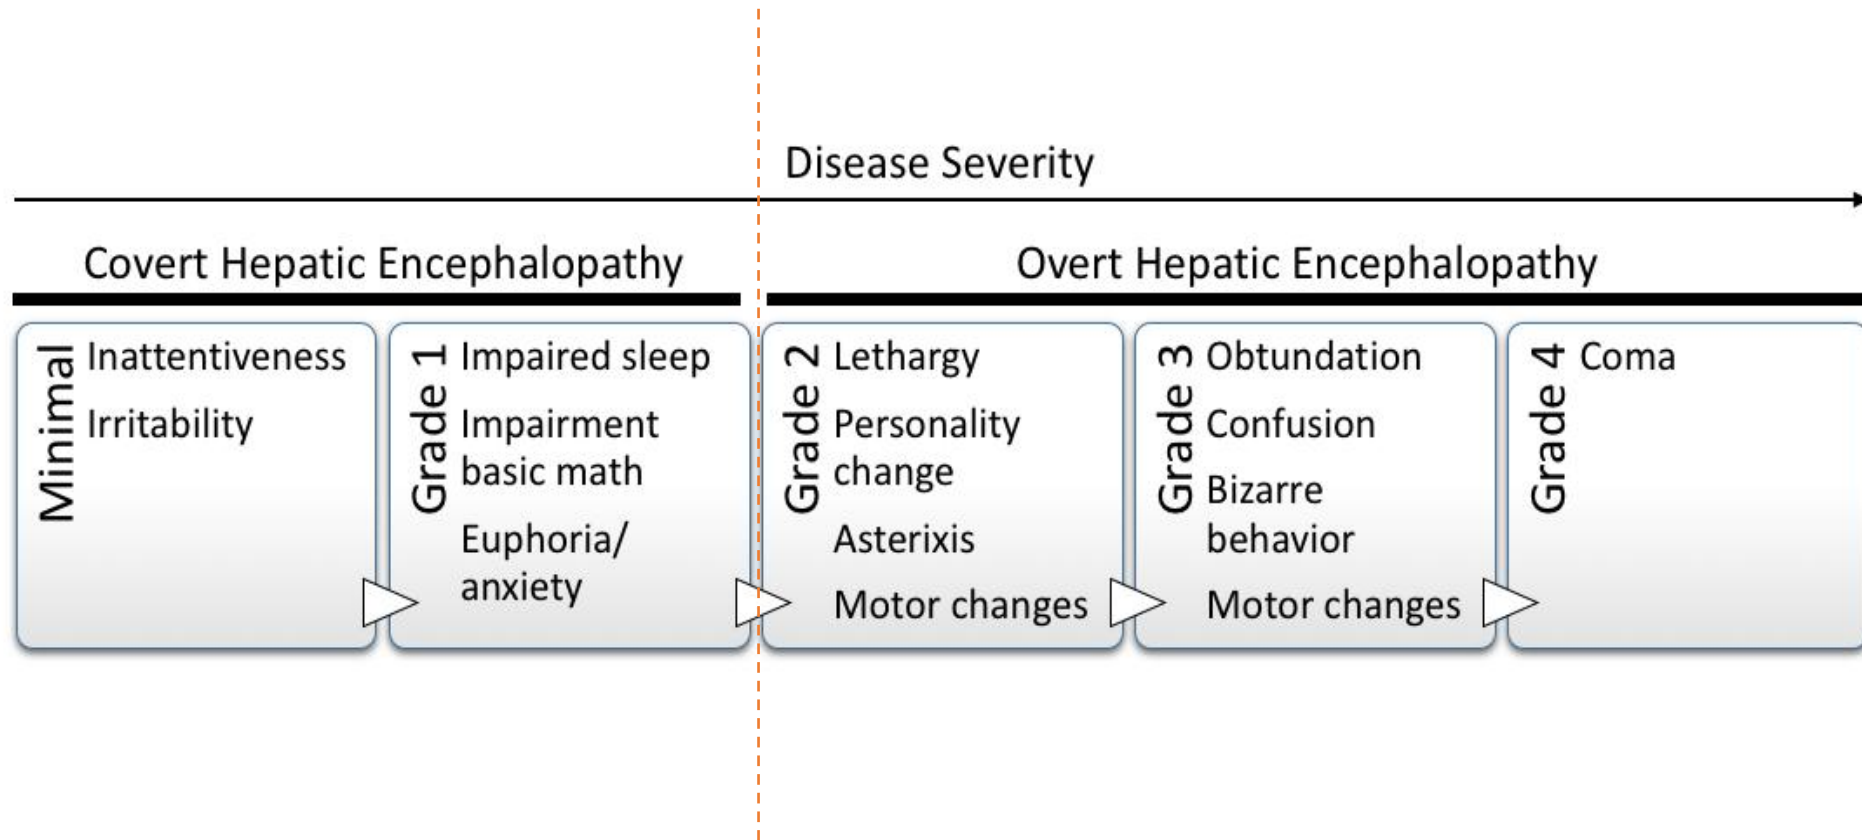 Disease Severity
Covert Hepatic Encephalopathy
Overt Hepatic Encephalopathy
Minimal
Inattentiveness
Irritability
Grade 1
Impaired sleep
Impairment
basic math
Euphoria/
anxiety
Grade 2
Lethargy
Personality
change
Asterixis
Motor changes
Grade 3
Obtundation
Confusion
Bizarre
behavior
Motor changes
Grade 4
Coma